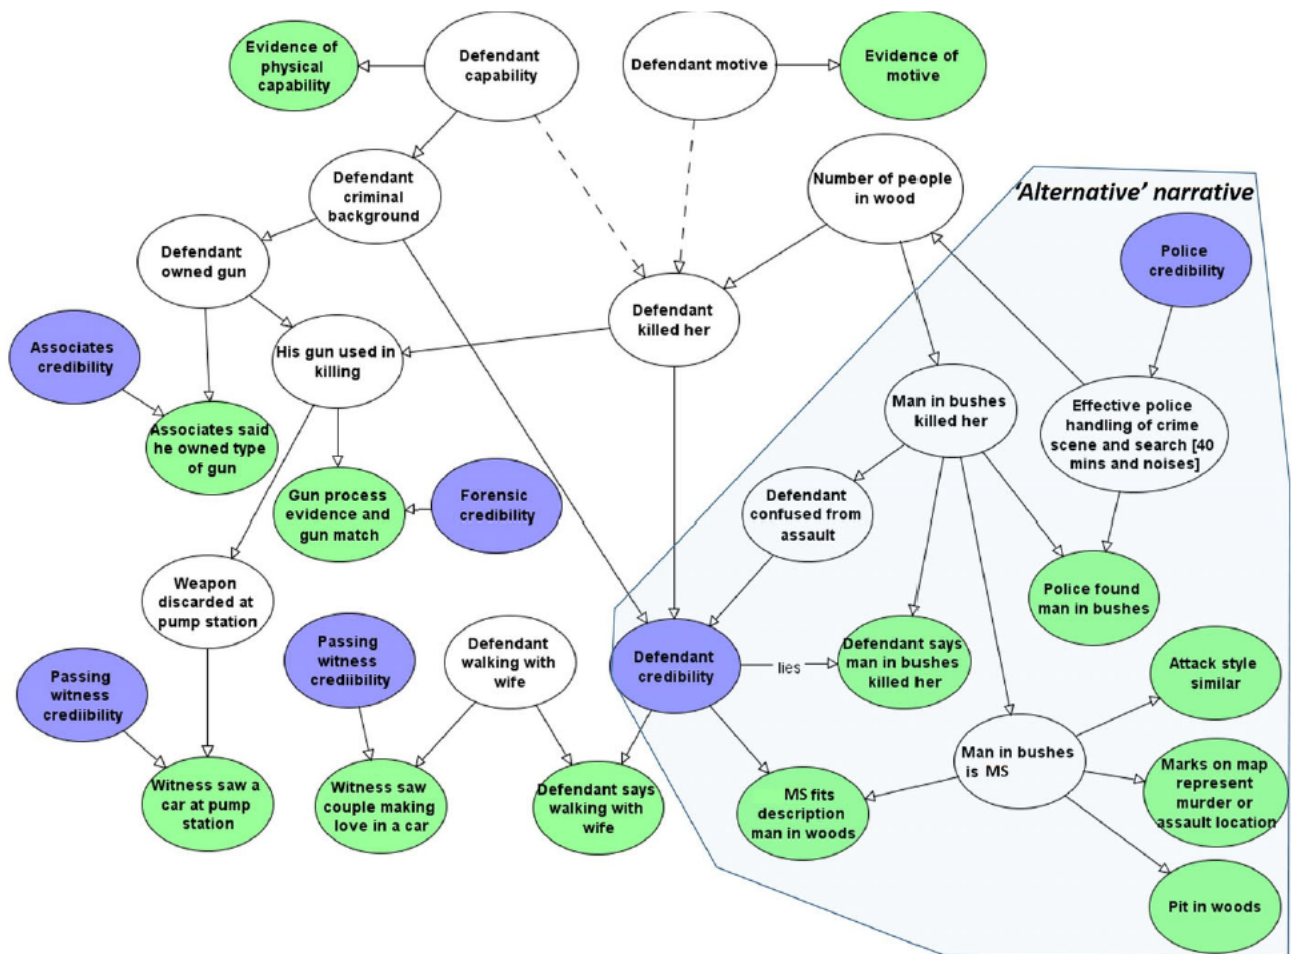 Evidence of
physical
capability
Defendant
capability
Defendant motive
Evidence of
motive
Defendant
criminal
background
Number of people
in wood
'Alternative' narrative
Defendant
owned gun
Police
credibility
Defendant
killed her
Associates
credibility
His gun used in
killing
Man in bushes
killed her
Effective police
handling of crime
scene and search [40
mins and noises]
Associates said
he owned type
of gun
Gun process
evidence and
gun match
Forensic
credibility
Defendant
confused from
assault
Weapon
discarded at
pump station
Police found
man in bushes
Passing
witness
crediibility
Passing
witness
crediibility
Defendant
walking with
wife
Defendant
credibility
lies
Defendant says
man in bushes
killed her
Attack style
similar
Man in bushes
is MS
Witness saw a
car at pump
station
Witness saw
couple making
love in a car
Defendant says
walking with
wife
MS fits
description
man in woods
Marks on map
represent
murder or
assault location
Pit in woods